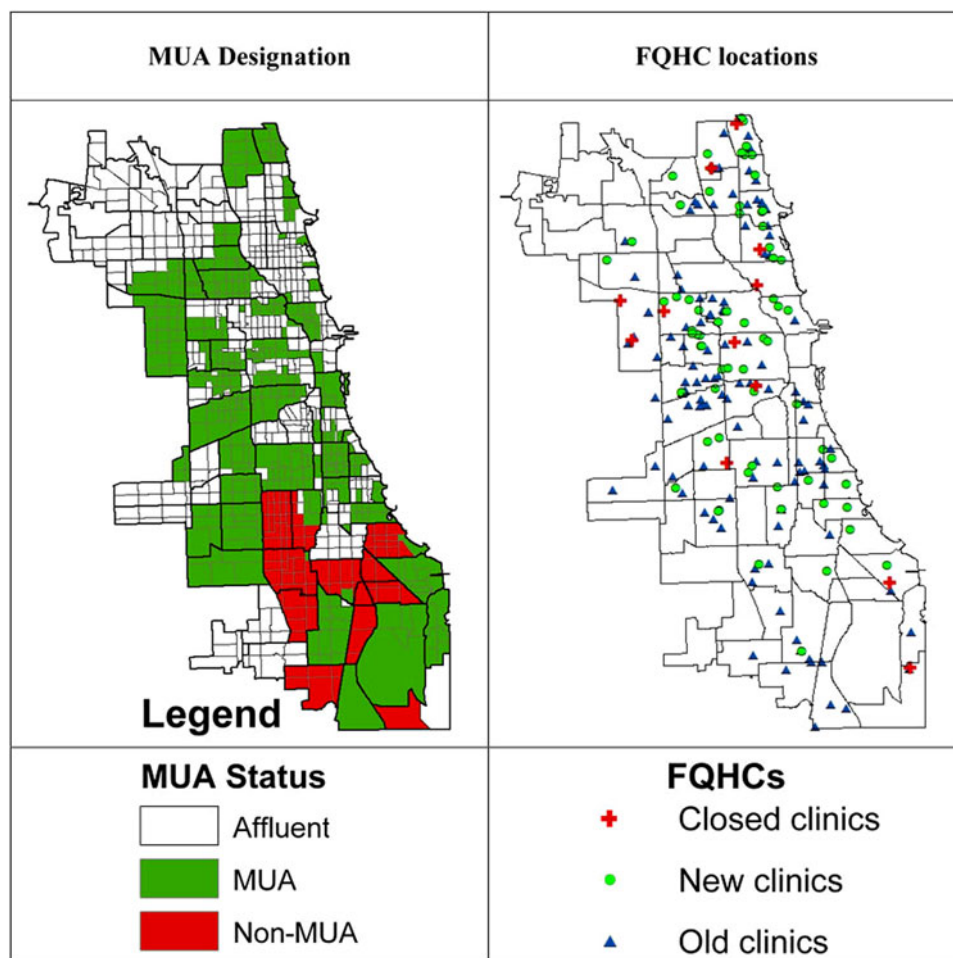 MUA Designation
FQHC locations
Legend
MUA Status
Affluent
MUA
Non-MUA
FQHCs
Closed clinics
New clinics
Old clinics